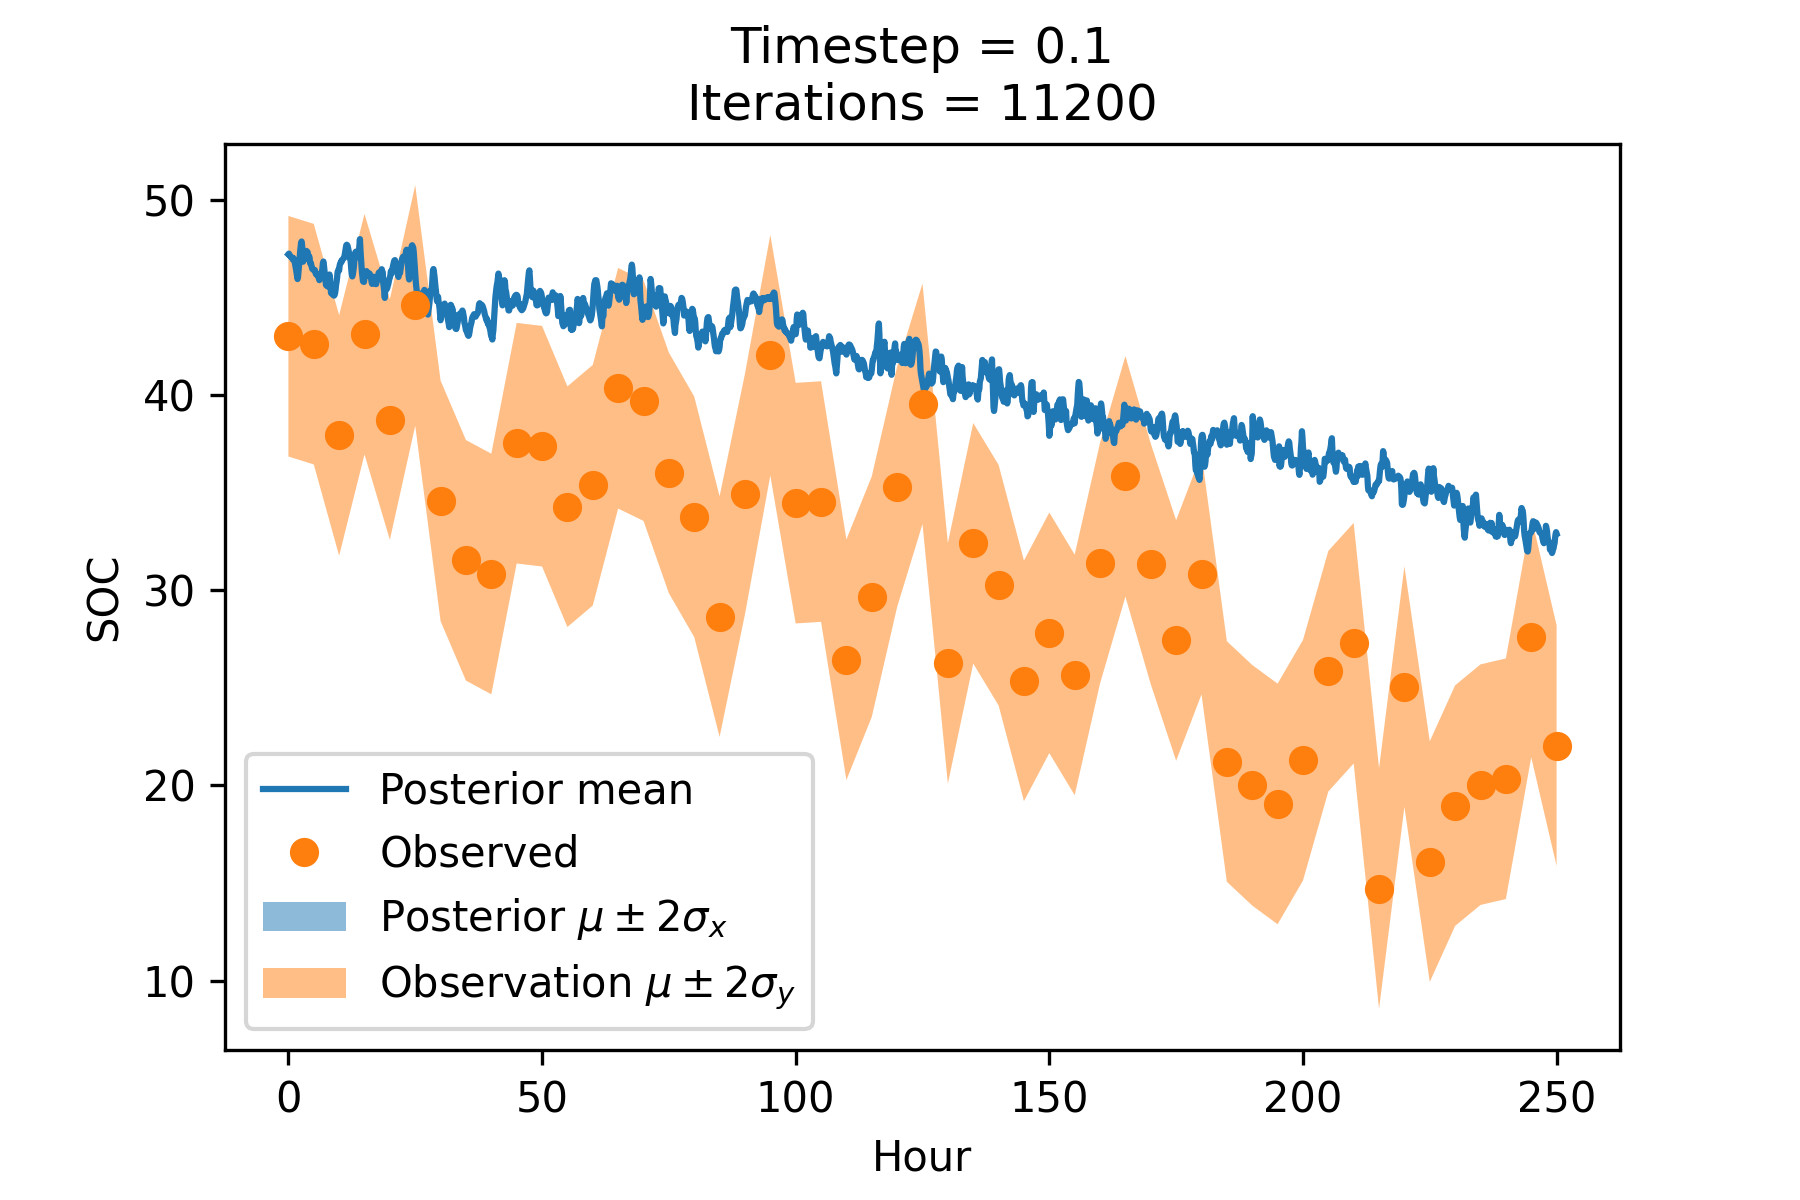 Timestep = 0.1
Iterations = 11200
50
40
30
20
10
SOC
Posterior mean
Observed
Posterior μ ± 2σₓ
Observation μ ± 2σ_y
0 50 100 150 200 250
Hour